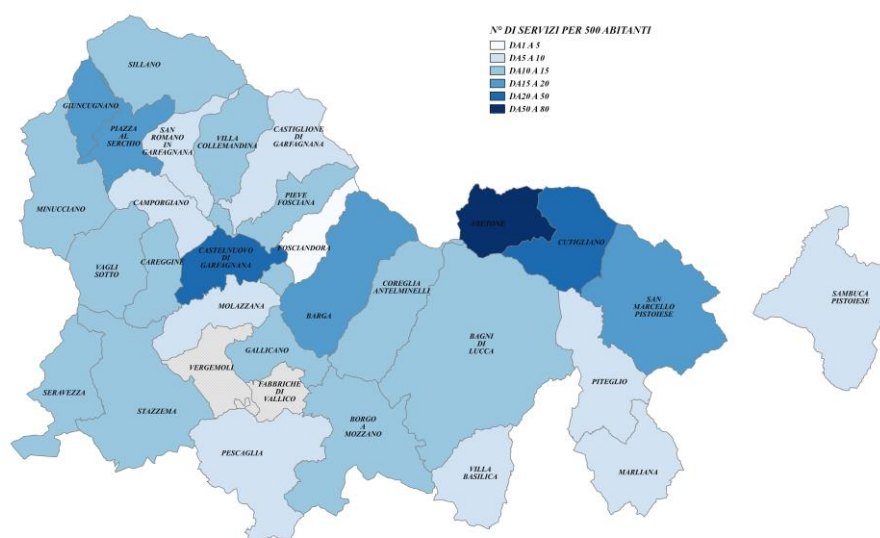 N° DI SERVIZI PER 500 ABITANTI
DA1 A 5
DA5 A 10
DA10 A 15
DA15 A 20
DA20 A 50
DA50 A 80
SILLANO
GIUNCUGNANO
PIAZZA
AL
SERCHIO
SAN
ROMANO
IN
GARFAGNANA
VILLA
COLLEMANDINA
CASTIGLIONE
DI
GARFAGNANA
MINUCCIANO
CAMPORGIANO
PIEVE
FOSCIANA
ABETONE
CUTIGLIANO
VAGLI
SOTTO
CAREGGINE
CASTELNUOVO
DI
GARFAGNANA
FOSCIANDORA
COREGLIA
ANTELMINELLI
SAN
MARCELLO
PISTOIESE
SAMBUCA
PISTOIESE
MOLAZZANA
BARGA
BAGNI
DI
LUCCA
GALLICANO
VERGEMOLI
FABBRICHE
DI
VALLICO
PITEGLIO
SERAVEZZA
STAZZEMA
BORGO
A
MOZZANO
PESCAGLIA
VILLA
BASILICA
MARLIANA